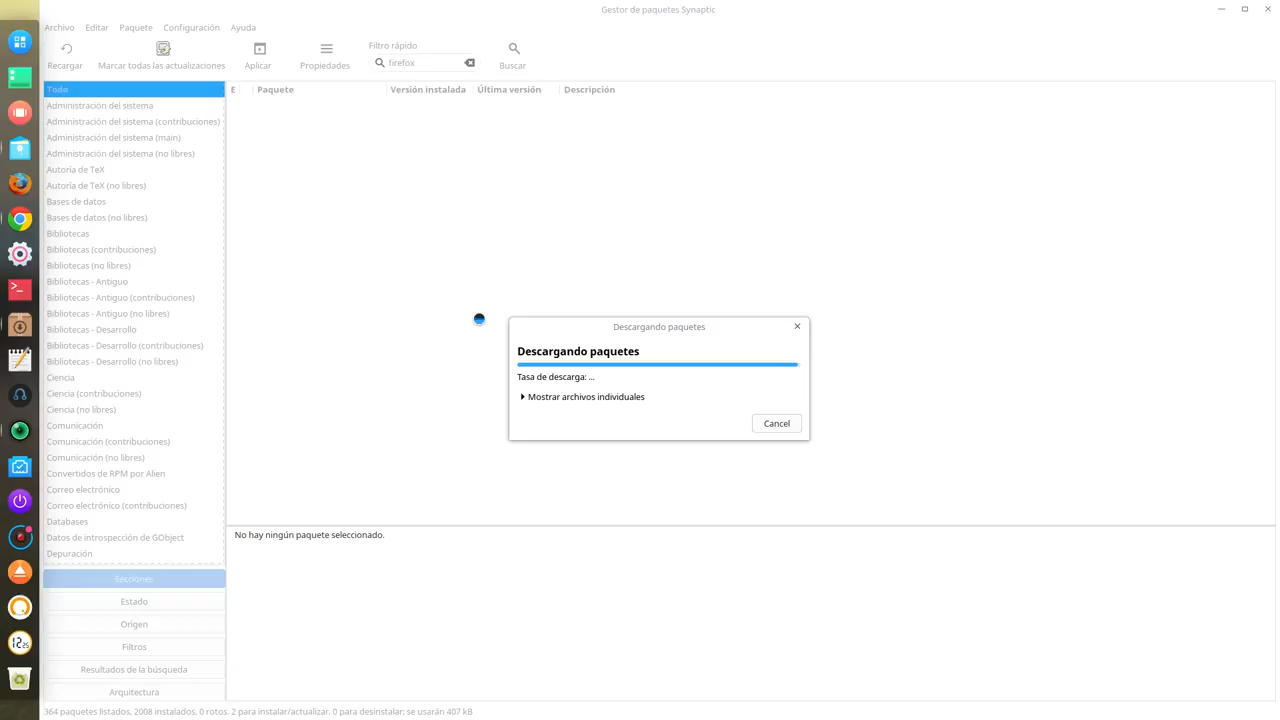 Gestor de paquetes Synaptic
Archivo Editar Paquete Configuración Ayuda
Recargar Marcar todas las actualizaciones Aplicar Propiedades
Filtro rápido
firefox
Buscar
Todo
Administración del sistema
Administración del sistema (contribuciones)
Administración del sistema (main)
Administración del sistema (no libres)
Autoría de TeX
Autoría de TeX (no libres)
Bases de datos
Bases de datos (no libres)
Bibliotecas
Bibliotecas (contribuciones)
Bibliotecas (no libres)
Bibliotecas - Antiguo
Bibliotecas - Antiguo (contribuciones)
Bibliotecas - Antiguo (no libres)
Bibliotecas - Desarrollo
Bibliotecas - Desarrollo (contribuciones)
Bibliotecas - Desarrollo (no libres)
Ciencia
Ciencia (contribuciones)
Ciencia (no libres)
Comunicación
Comunicación (contribuciones)
Comunicación (no libres)
Convertidos de RPM por Alien
Correo electrónico
Correo electrónico (contribuciones)
Databases
Datos de introspección de GObject
Depuración
Secciones
Estado
Origen
Filtros
Resultados de la búsqueda
Arquitectura
E Paquete Versión instalada Última versión Descripción
Descargando paquetes
Descargando paquetes
Tasa de descarga: ...
Mostrar archivos individuales
Cancel
No hay ningún paquete seleccionado.
364 paquetes listados, 2008 instalados, 0 rotos. 2 para instalar/actualizar, 0 para desinstalar; se usarán 407 kB